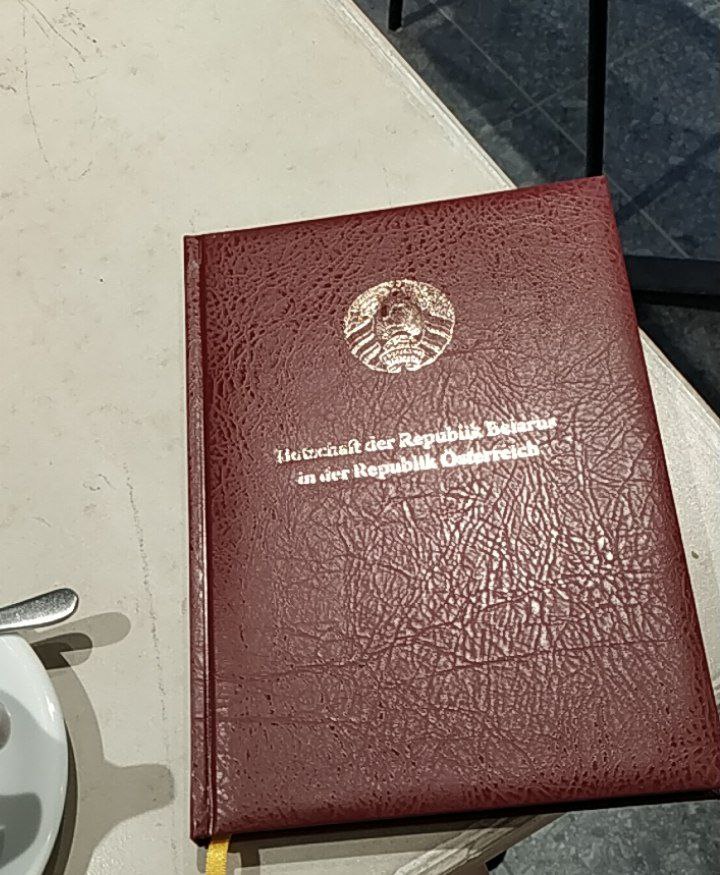 Botschaft der Republik Belarus
in der Republik Österreich